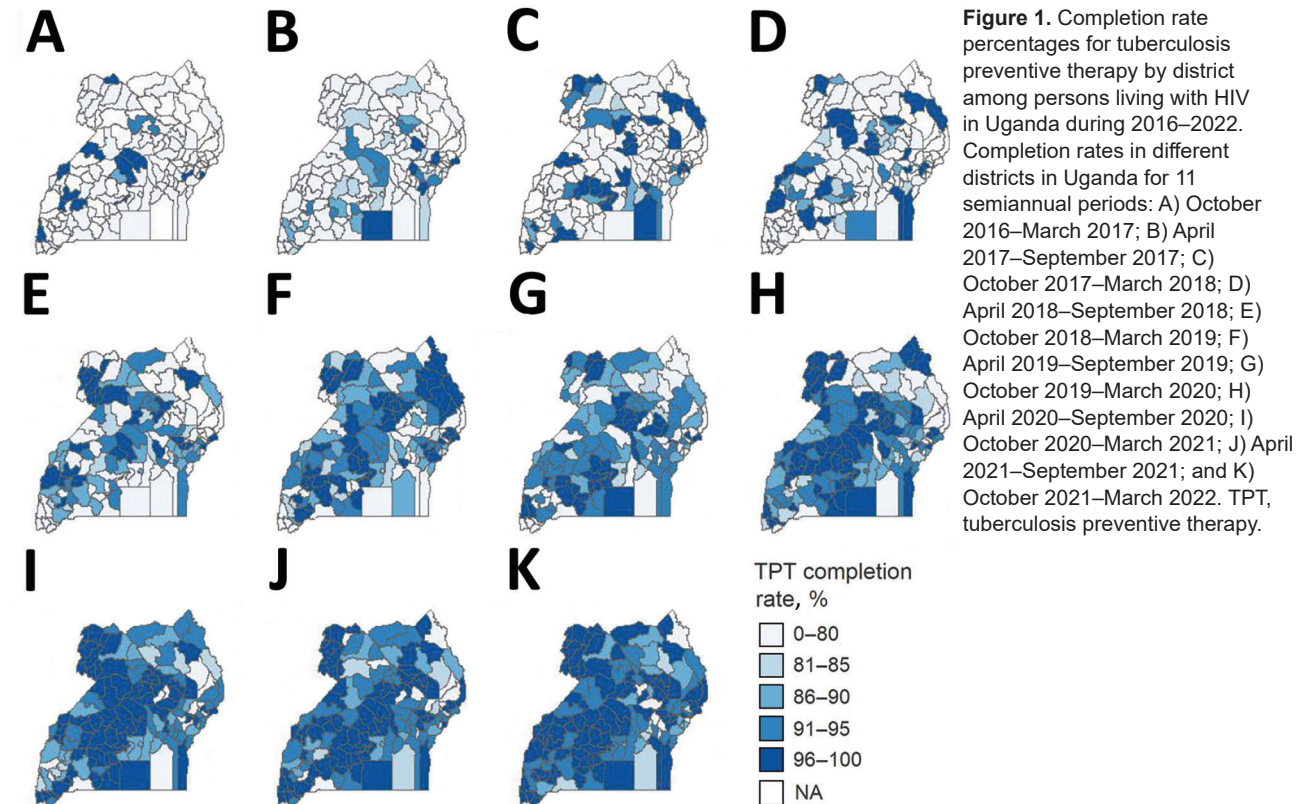 A
B
C
D
E
F
G
H
I
J
K
Figure 1. Completion rate
percentages for tuberculosis
preventive therapy by district
among persons living with HIV
in Uganda during 2016–2022.
Completion rates in different
districts in Uganda for 11
semiannual periods: A) October
2016–March 2017; B) April
2017–September 2017; C)
October 2017–March 2018; D)
April 2018–September 2018; E)
October 2018–March 2019; F)
April 2019–September 2019; G)
October 2019–March 2020; H)
April 2020–September 2020; I)
October 2020–March 2021; J) April
2021–September 2021; and K)
October 2021–March 2022. TPT,
tuberculosis preventive therapy.
TPT completion
rate, %
0–80
81–85
86–90
91–95
96–100
NA